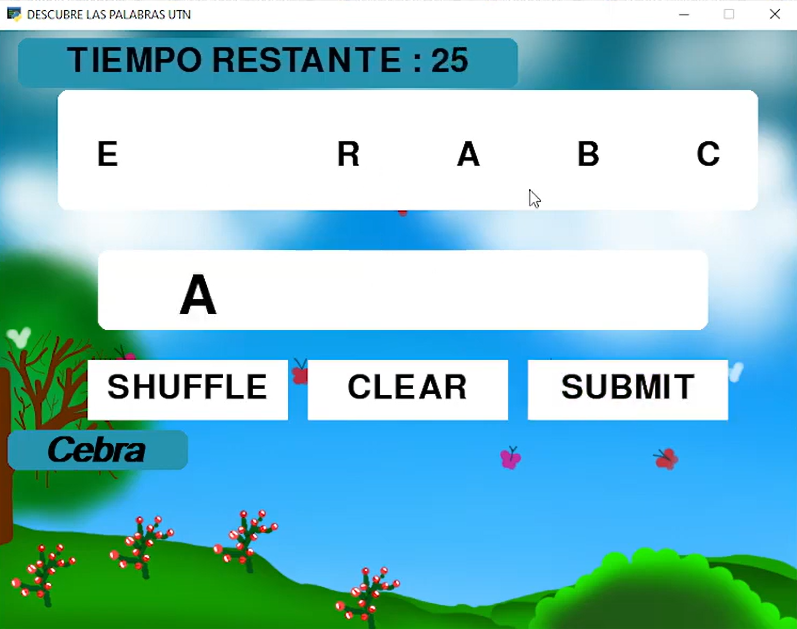 DESCUBRE LAS PALABRAS UTN
TIEMPO RESTANTE : 25
E R A B C
A
SHUFFLE CLEAR SUBMIT
Cebra